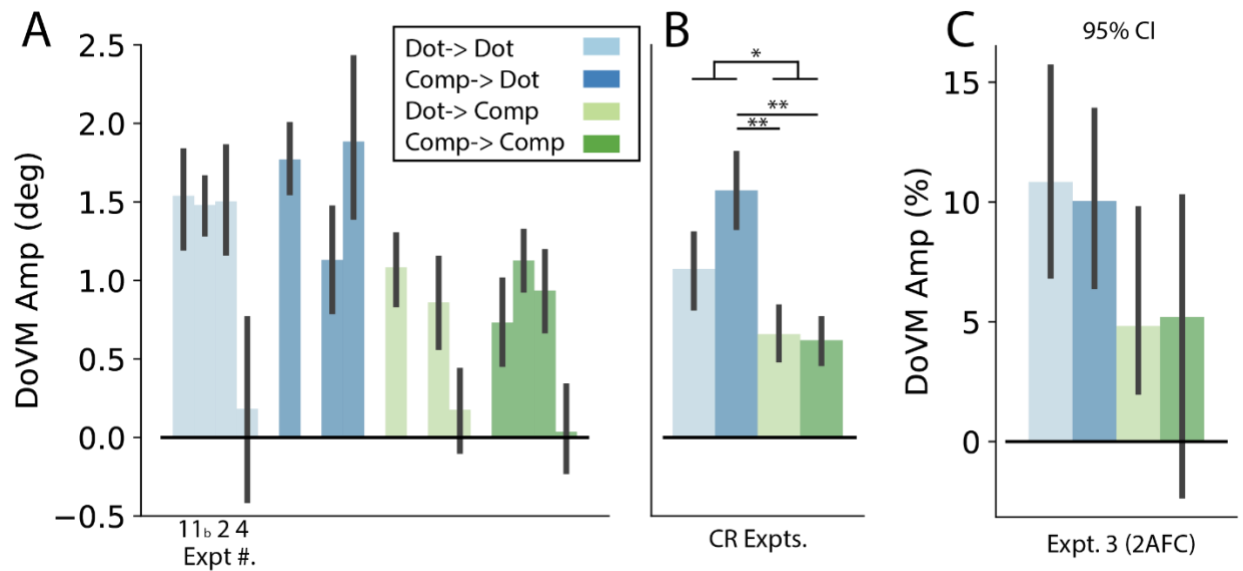 A
DoVM Amp (deg)
2.5
2.0
1.5
1.0
0.5
0.0
−0.5
Dot-> Dot
Comp-> Dot
Dot-> Comp
Comp-> Comp
1 1b 2 4
Expt #.
B
*
**
**
CR Expts.
C
95% CI
DoVM Amp (%)
15
10
5
0
Expt. 3 (2AFC)